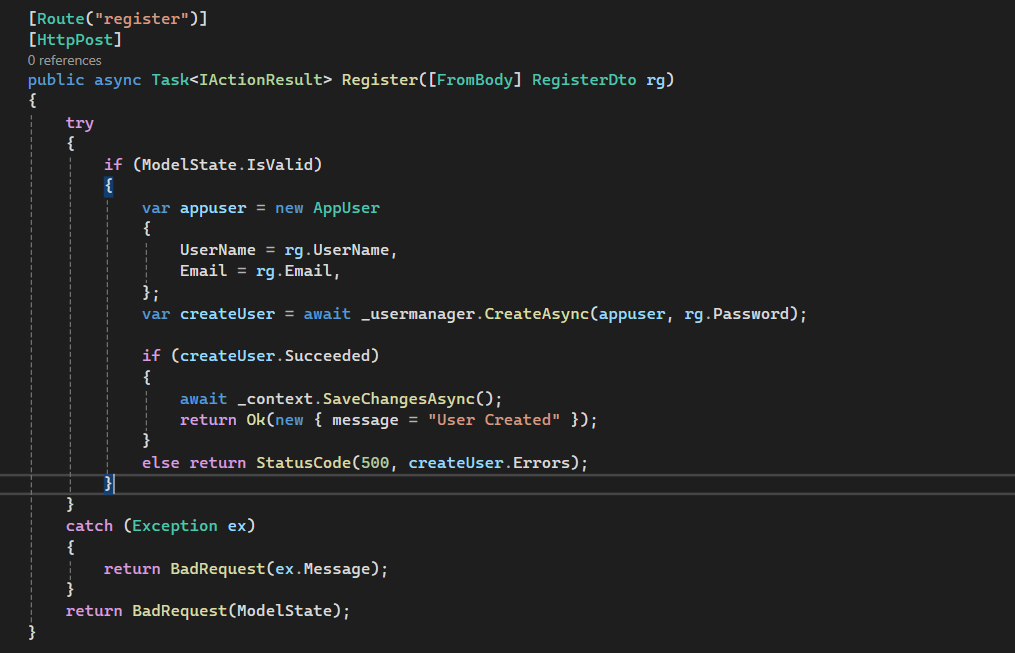 [Route("register")]
[HttpPost]
0 references
public async Task<IActionResult> Register([FromBody] RegisterDto rg)
{
    try
    {
        if (ModelState.IsValid)
        {
            var appuser = new AppUser
            {
                UserName = rg.UserName,
                Email = rg.Email,
            };
            var createUser = await _usermanager.CreateAsync(appuser, rg.Password);

            if (createUser.Succeeded)
            {
                await _context.SaveChangesAsync();
                return Ok(new { message = "User Created" });
            }
            else return StatusCode(500, createUser.Errors);
        }
    }
    catch (Exception ex)
    {
        return BadRequest(ex.Message);
    }
    return BadRequest(ModelState);
}